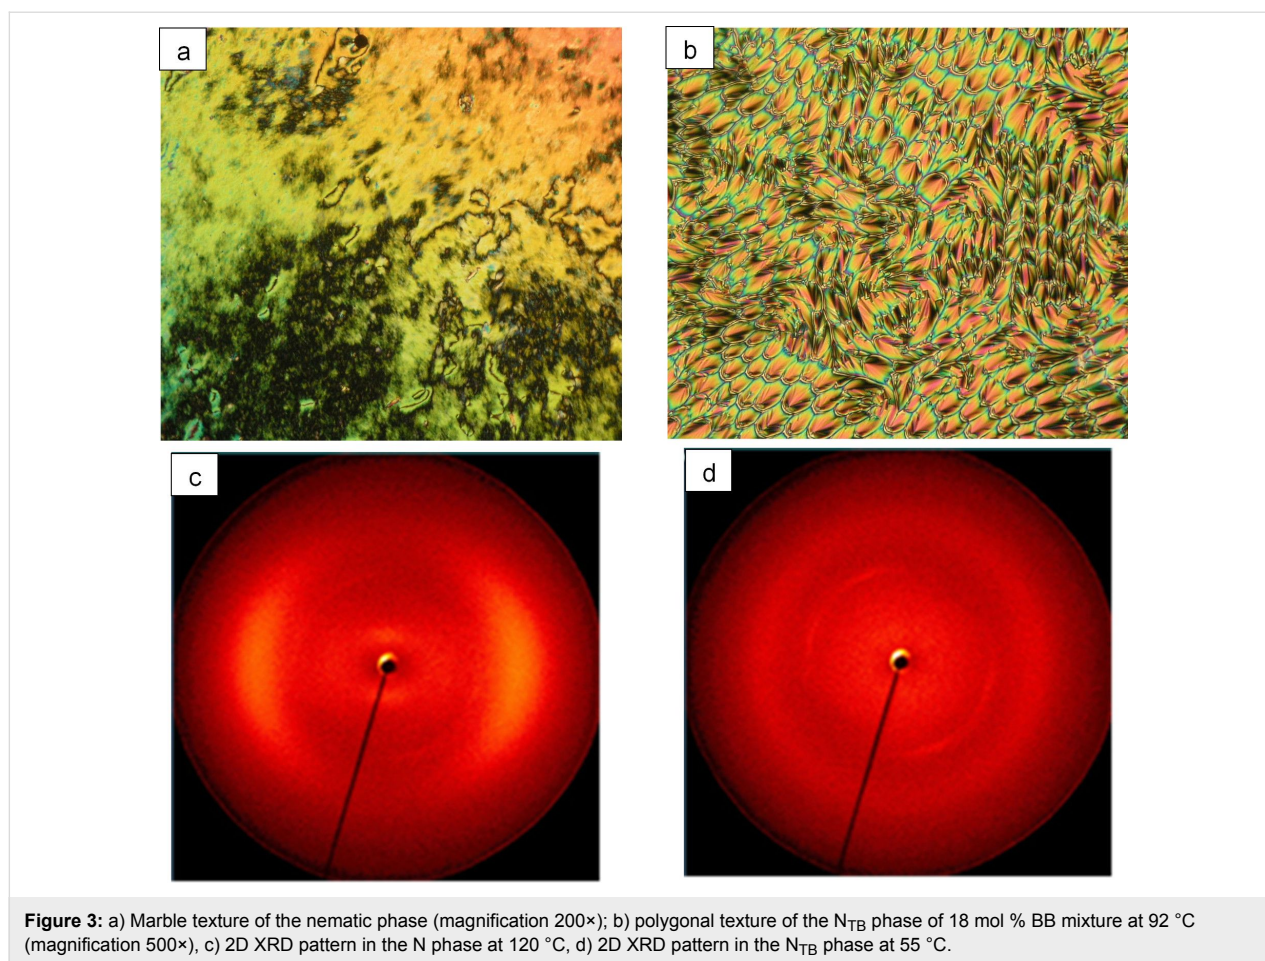 a
b
c
d
Figure 3: a) Marble texture of the nematic phase (magnification 200×); b) polygonal texture of the NTB phase of 18 mol % BB mixture at 92 °C
(magnification 500×), c) 2D XRD pattern in the N phase at 120 °C, d) 2D XRD pattern in the NTB phase at 55 °C.